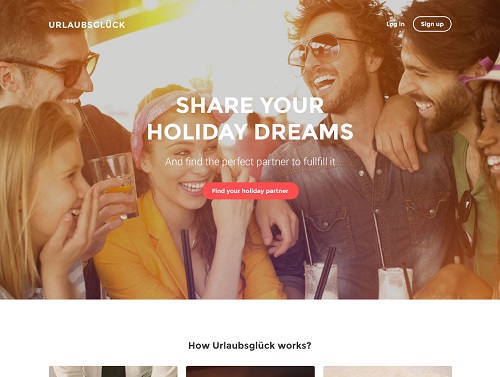 URLAUBSGLÜCK
Log in
Sign up
SHARE YOUR
HOLIDAY DREAMS
And find the perfect partner to fullfill it
Find your holiday partner
How Urlaubsglück works?